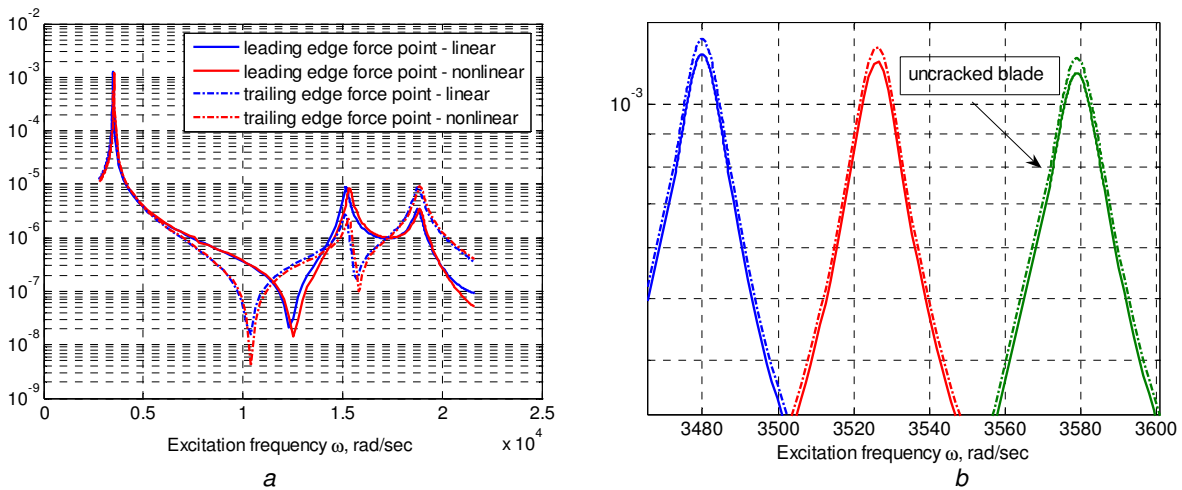 10^-2
10^-3
10^-4
10^-5
10^-6
10^-7
10^-8
10^-9
leading edge force point - linear
leading edge force point - nonlinear
trailing edge force point - linear
trailing edge force point - nonlinear
0 0.5 1 1.5 2 2.5
x 10^4
Excitation frequency ω, rad/sec
a
10^-3
uncracked blade
3480 3500 3520 3540 3560 3580 3600
Excitation frequency ω, rad/sec
b